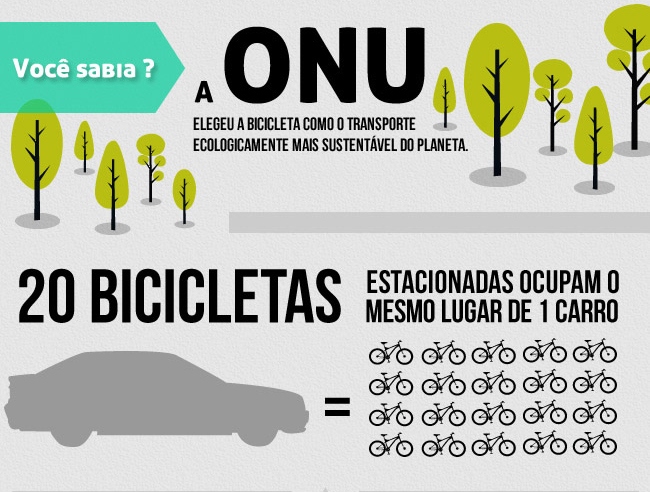 Você sabia ?
A ONU
ELEGEU A BICICLETA COMO O TRANSPORTE
ECOLOGICAMENTE MAIS SUSTENTÁVEL DO PLANETA.
20 BICICLETAS
ESTACIONADAS OCUPAM O
MESMO LUGAR DE 1 CARRO
=